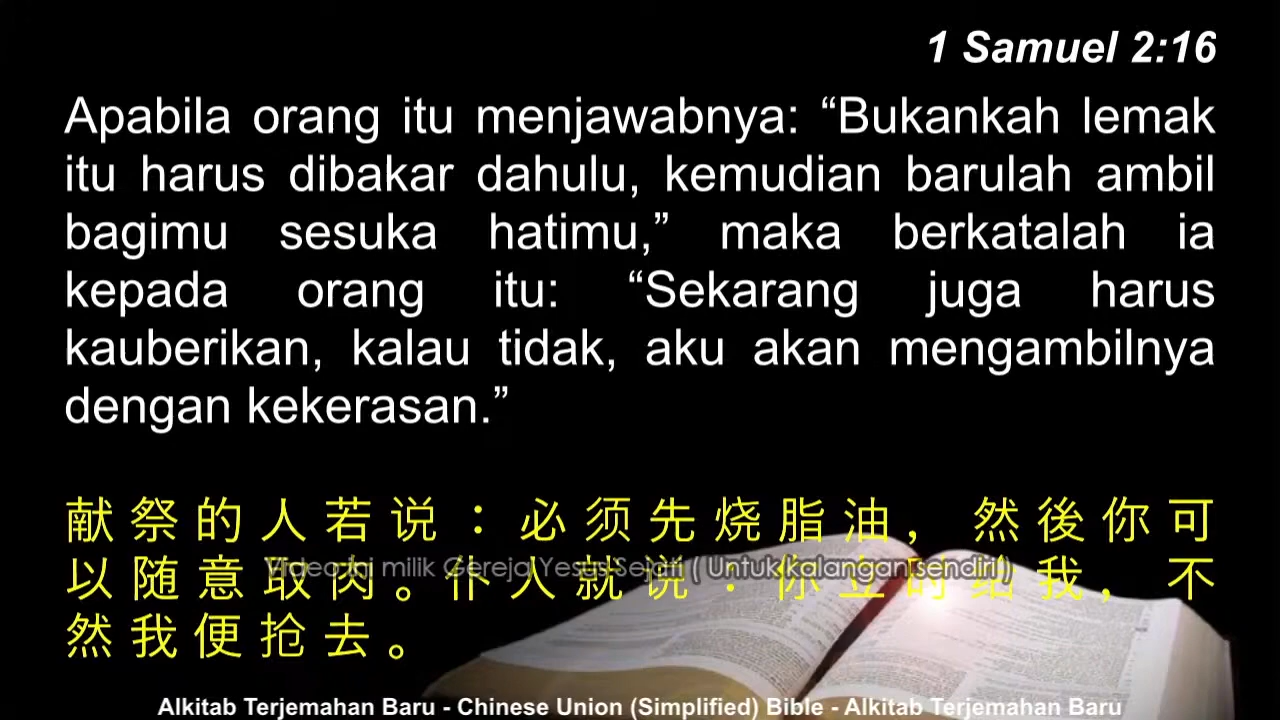 1 Samuel 2:16
Apabila orang itu menjawabnya: “Bukankah lemak
itu harus dibakar dahulu, kemudian barulah ambil
bagimu sesuka hatimu,” maka berkatalah ia
kepada orang itu: “Sekarang juga harus
kauberikan, kalau tidak, aku akan mengambilnya
dengan kekerasan.”
献祭的人若说：必须先烧脂油，然後你可
以随意取肉。仆人就说：你立时给我，不
然我便抢去。
Video ini milik Gereja Yesus Sejati ( Untuk kalangan sendiri )
Alkitab Terjemahan Baru - Chinese Union (Simplified) Bible - Alkitab Terjemahan Baru